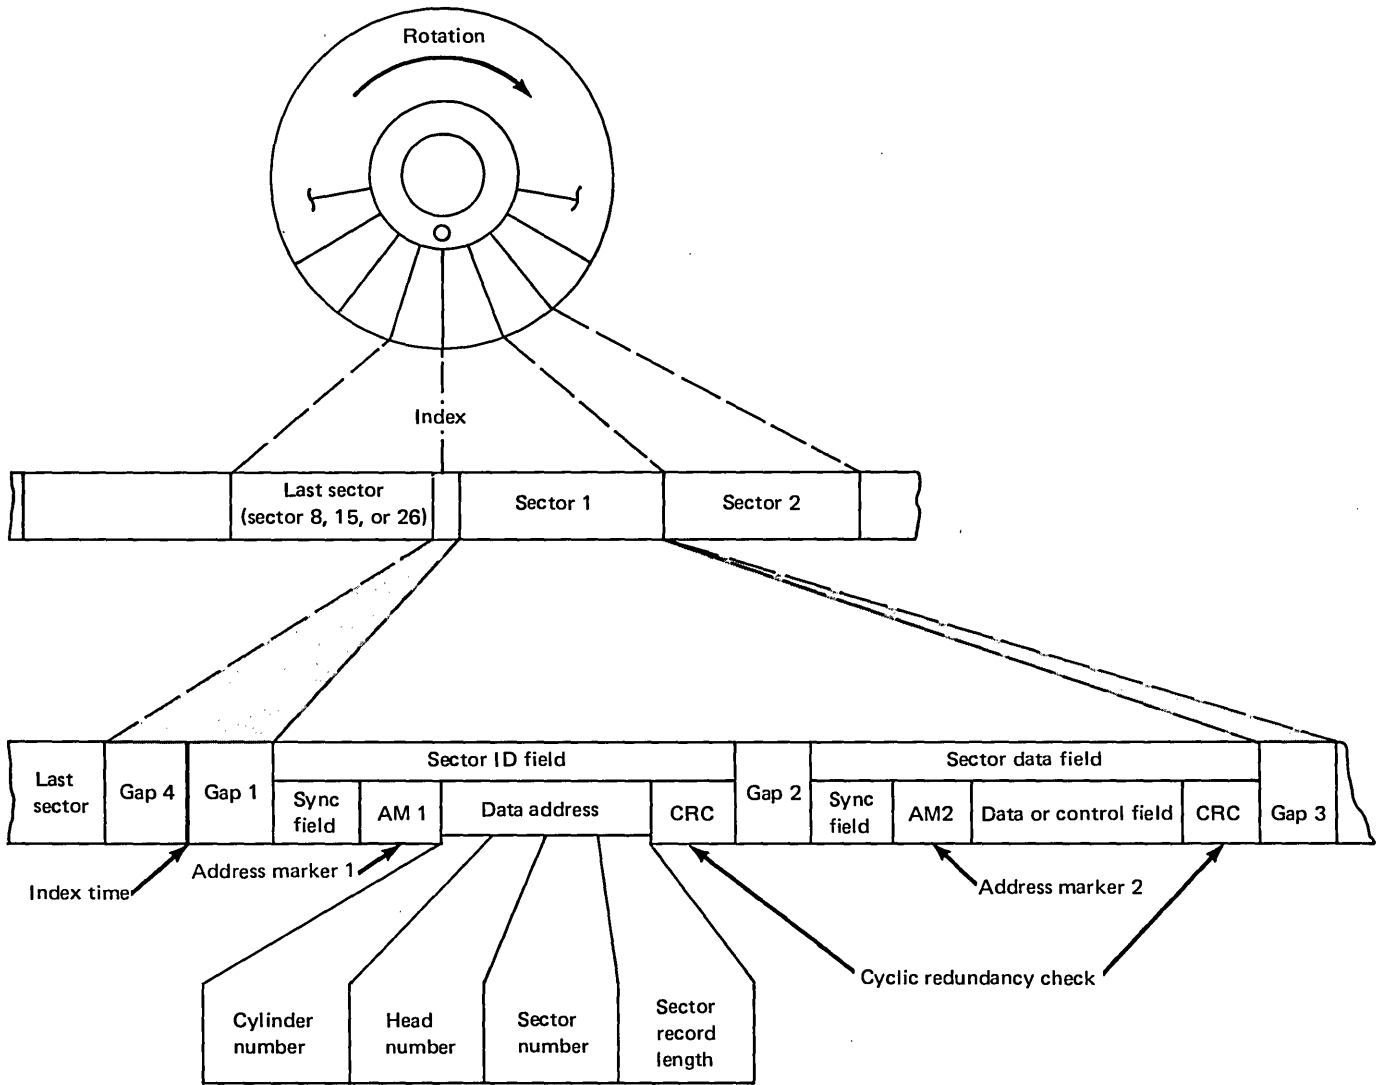 Rotation
Index
Last sector
(sector 8, 15, or 26)
Sector 1
Sector 2
Last
sector
Gap 4
Gap 1
Sector ID field
Sync
field
AM 1
Data address
CRC
Gap 2
Sector data field
Sync
field
AM2
Data or control field
CRC
Gap 3
Index time
Address marker 1
Address marker 2
Cyclic redundancy check
Cylinder
number
Head
number
Sector
number
Sector
record
length